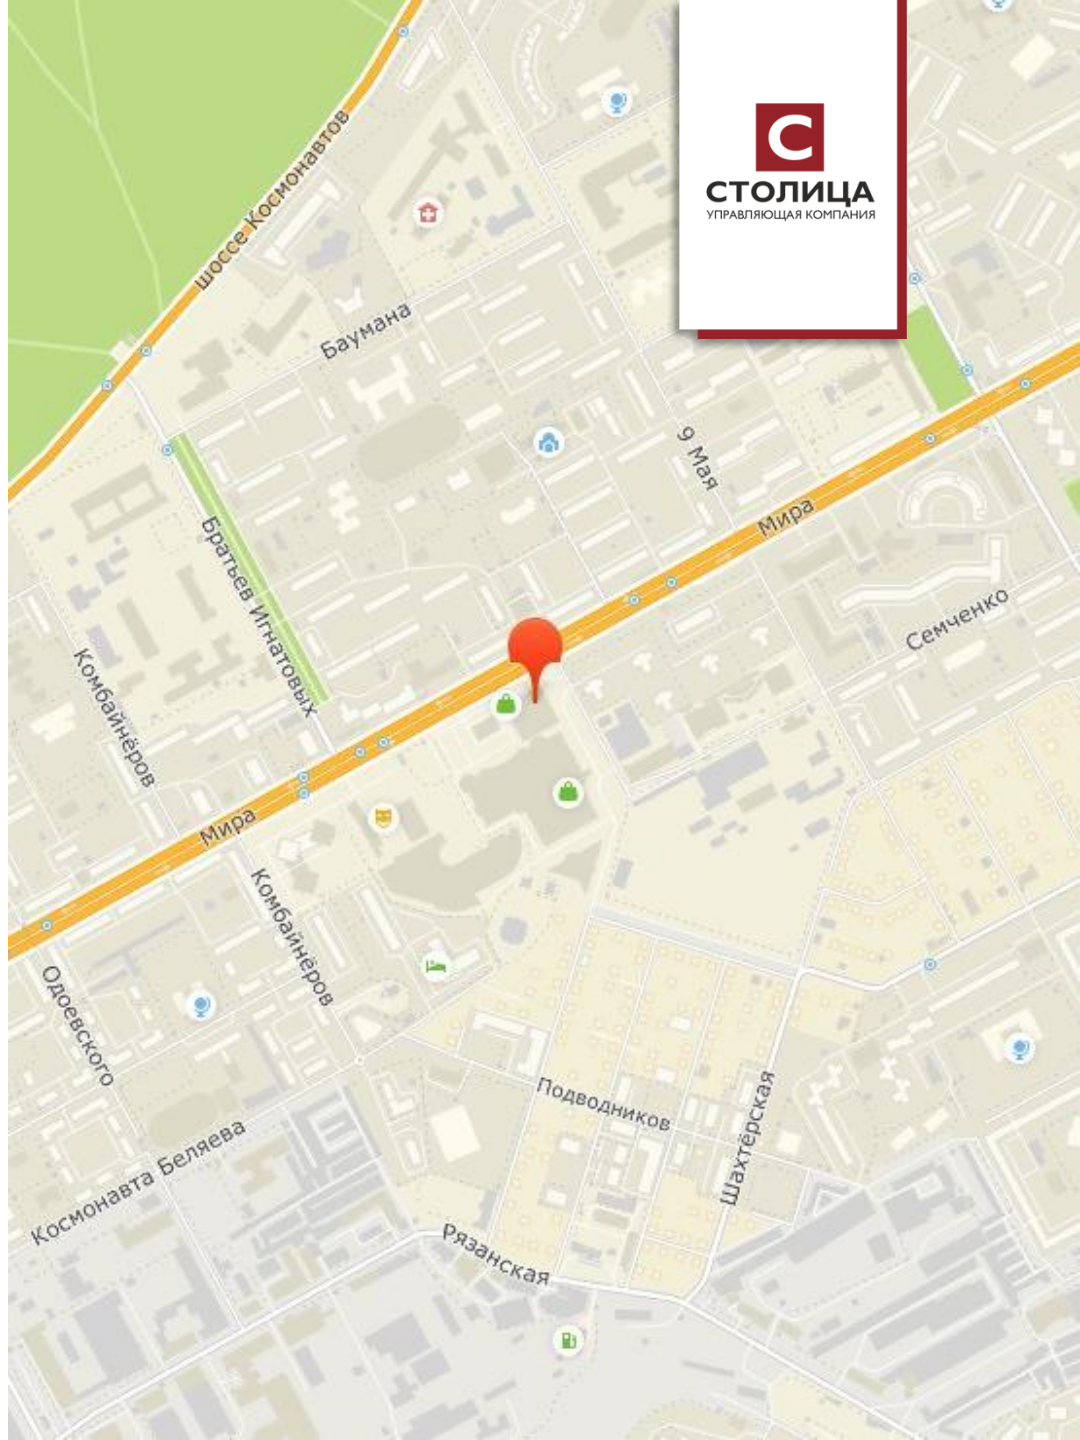 С
СТОЛИЦА
УПРАВЛЯЮЩАЯ КОМПАНИЯ
шоссе Космонавтов
Баумана
9 Мая
Мира
Братьев Игнатовых
Семченко
Комбайнёров
Мира
Комбайнёров
Одоевского
Подводников
Шахтёрская
Космонавта Беляева
Рязанская